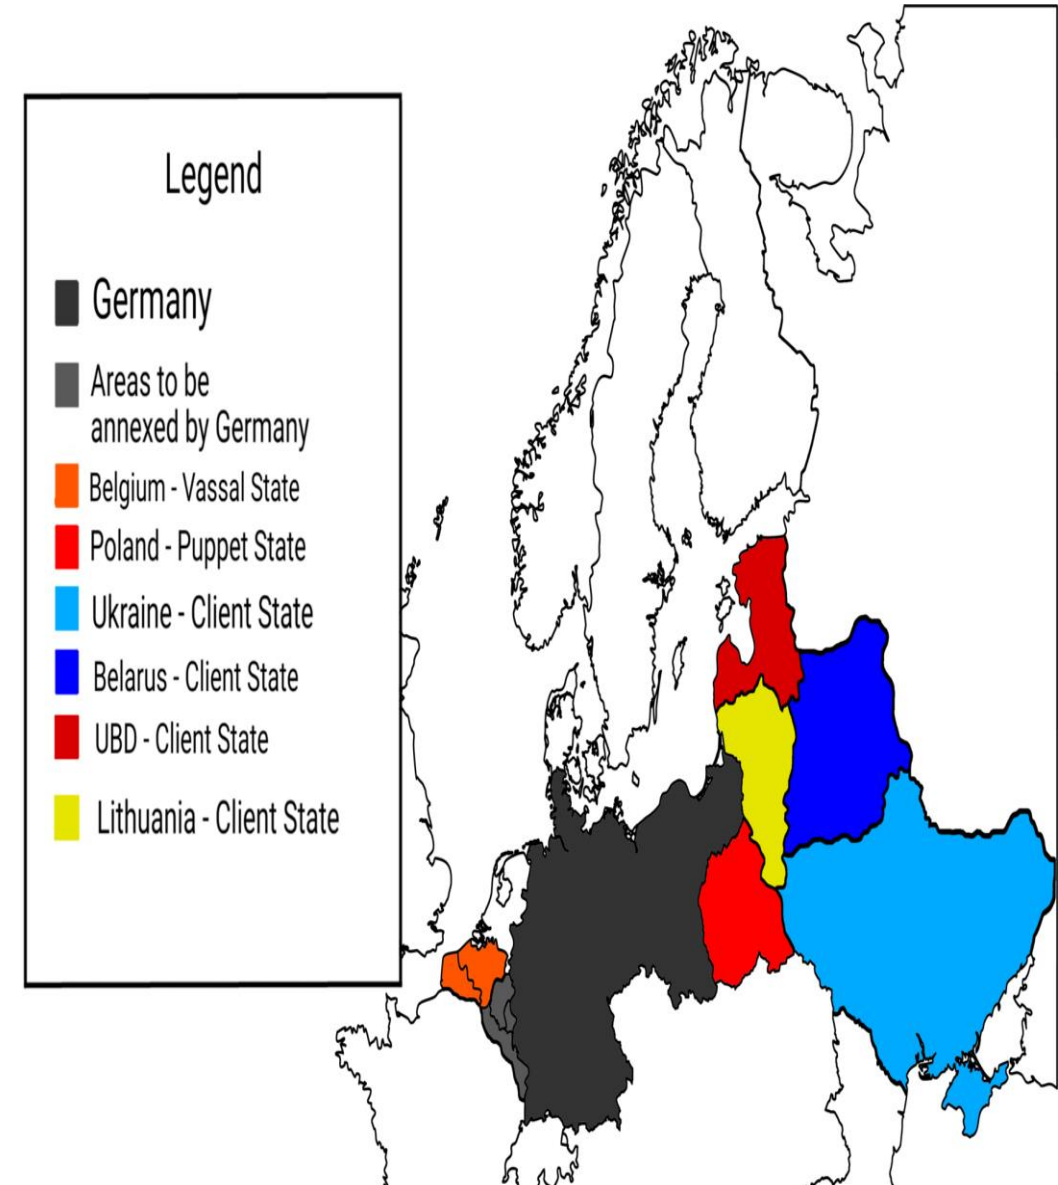 Legend
Germany
Areas to be
annexed by Germany
Belgium - Vassal State
Poland - Puppet State
Ukraine - Client State
Belarus - Client State
UBD - Client State
Lithuania - Client State